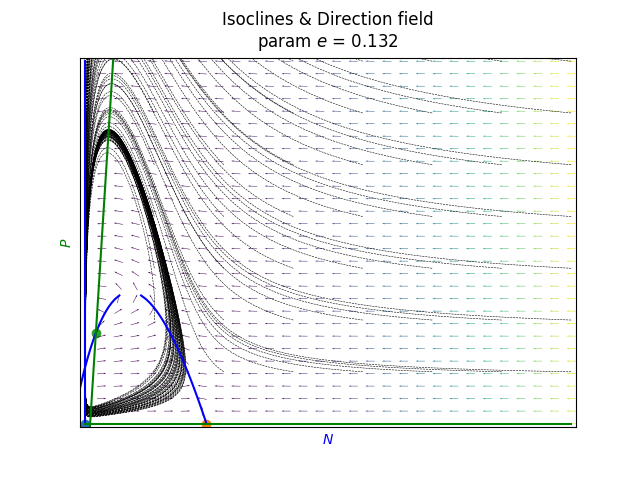 Isoclines & Direction field
param e = 0.132
P
N